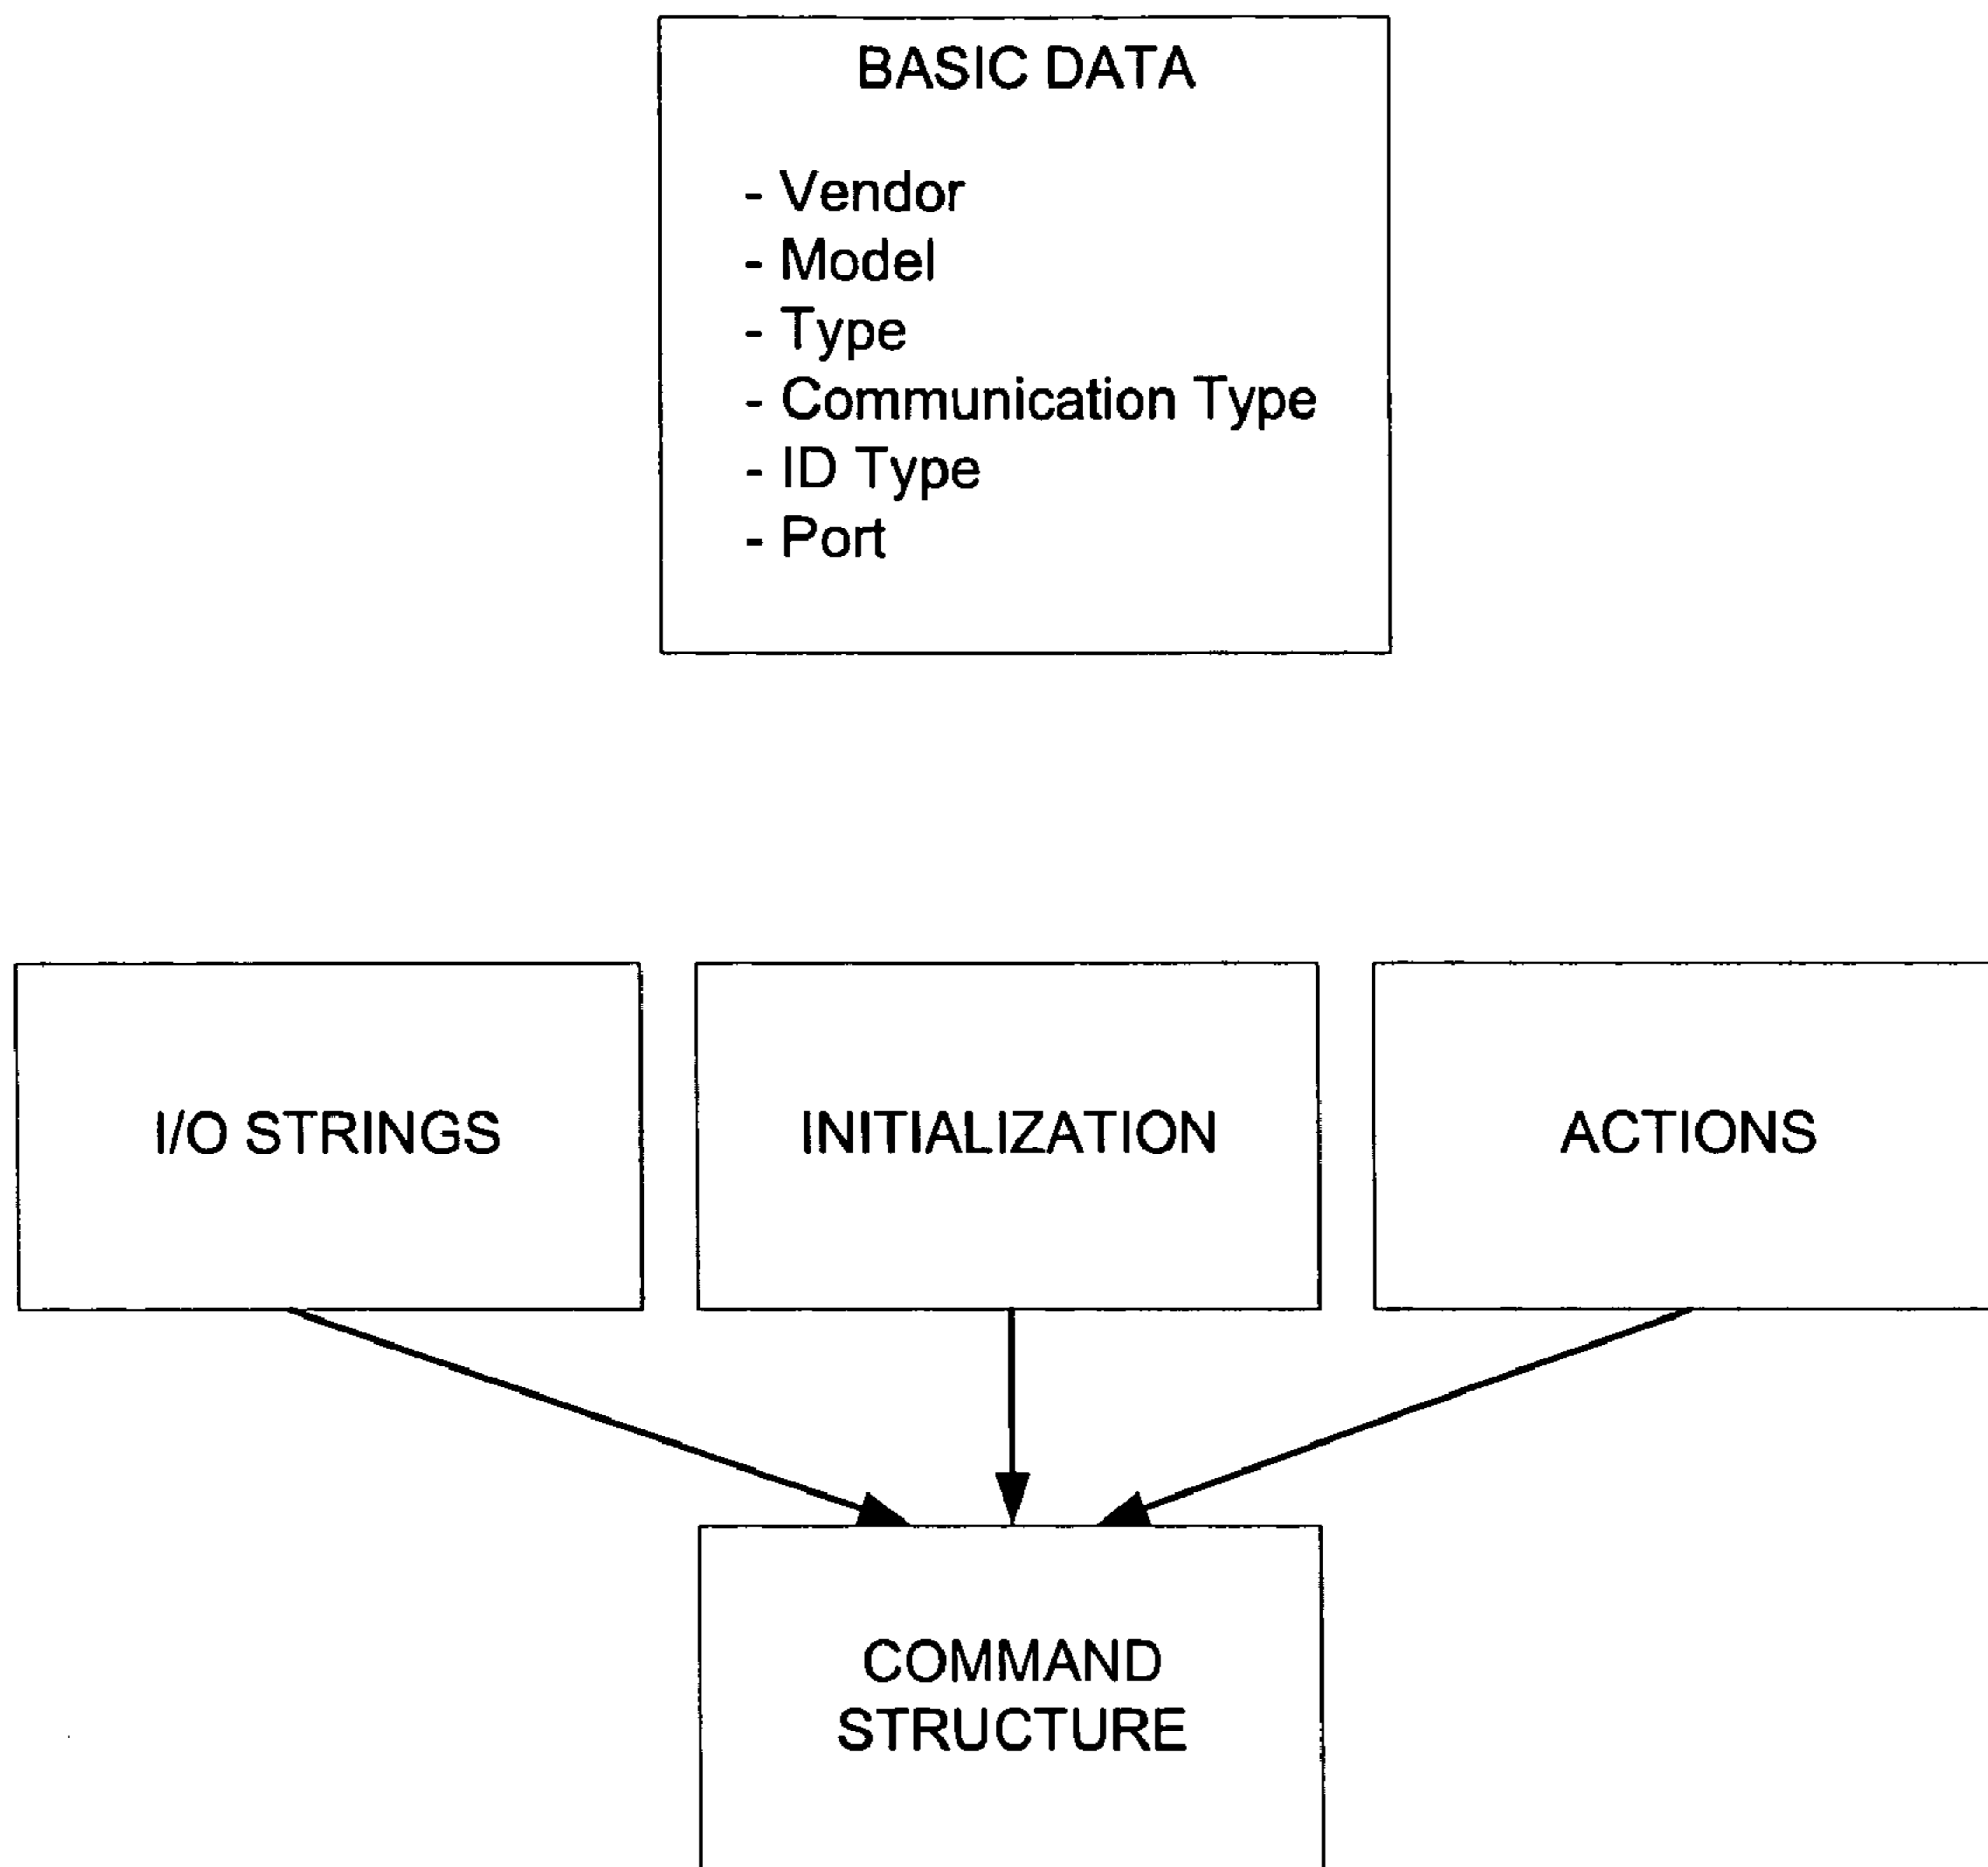 BASIC DATA
- Vendor
- Model
- Type
- Communication Type
- ID Type
- Port
I/O STRINGS
INITIALIZATION
ACTIONS
COMMAND
STRUCTURE